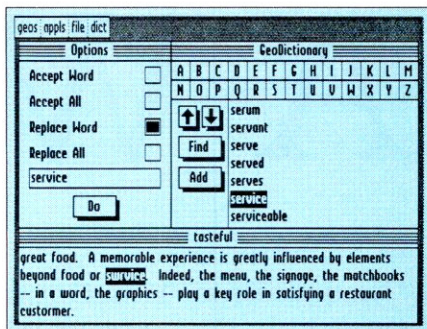 geos appls file dict
Options
Accept Word
Accept All
Replace Word
Replace All
service
Do
GeoDictionary
A B C D E F G H I J K L M
N O P Q R S T U V W X Y Z
Find
Add
serum
servant
serve
served
serves
service
serviceable
tasteful
great food. A memorable experience is greatly influenced by elements
beyond food or survice. Indeed, the menu, the signage, the matchbooks
-- in a word, the graphics -- play a key role in satisfying a restaurant
custormer.